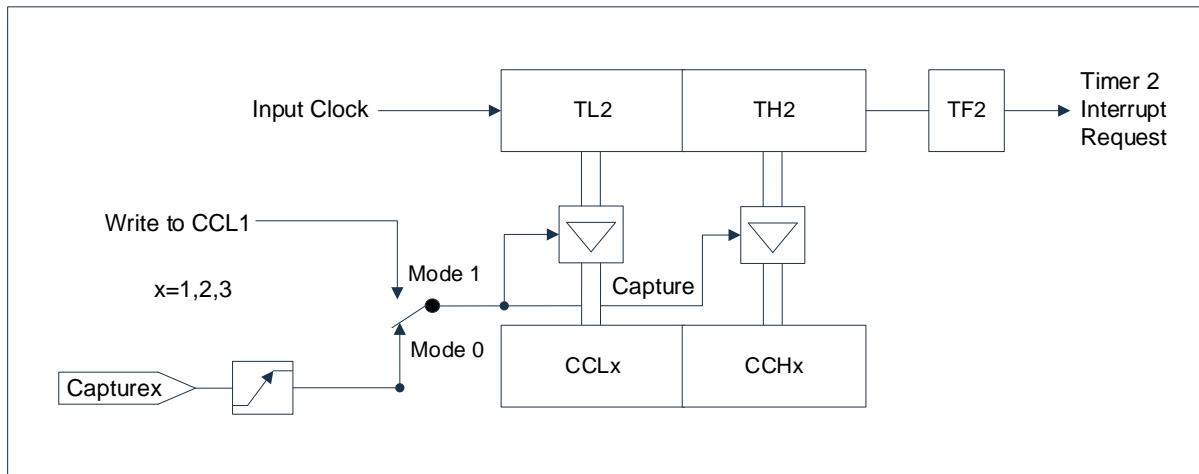 Input Clock
TL2
TH2
TF2
Timer 2
Interrupt
Request
Write to CCL1
Mode 1
x=1,2,3
Capture
Mode 0
CCLx
CCHx
Capturex